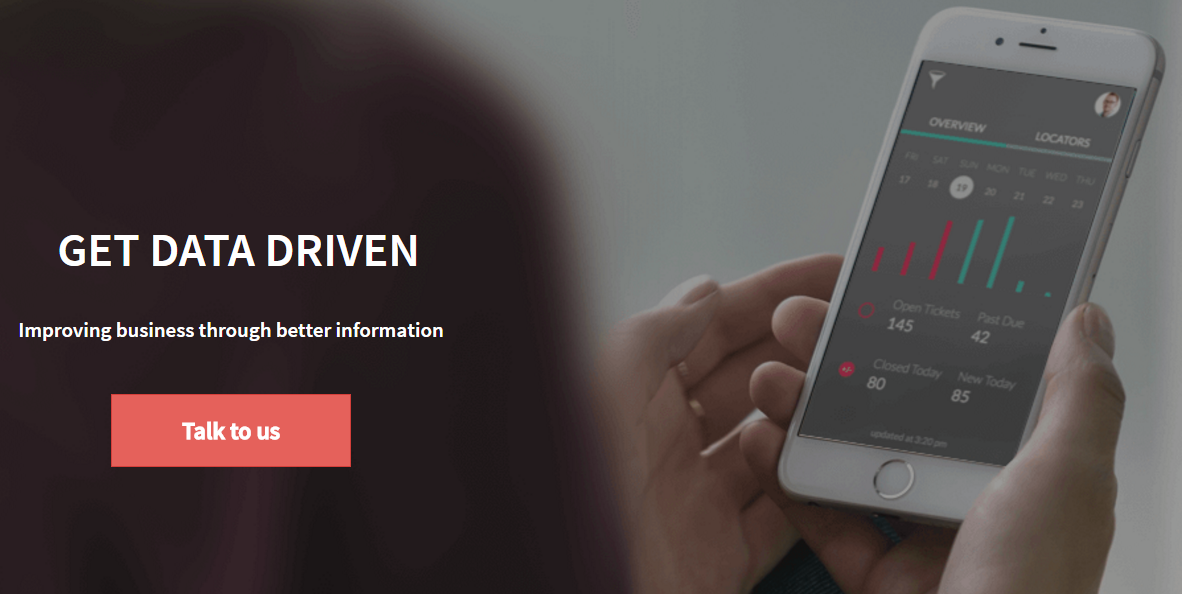 GET DATA DRIVEN
Improving business through better information
Talk to us
OVERVIEW LOCATORS
FRI SAT SUN MON TUE WED THU
17 18 19 20 21 22 23
Open Tickets Past Due
145 42
Closed Today New Today
80 85
updated at 3:20 pm